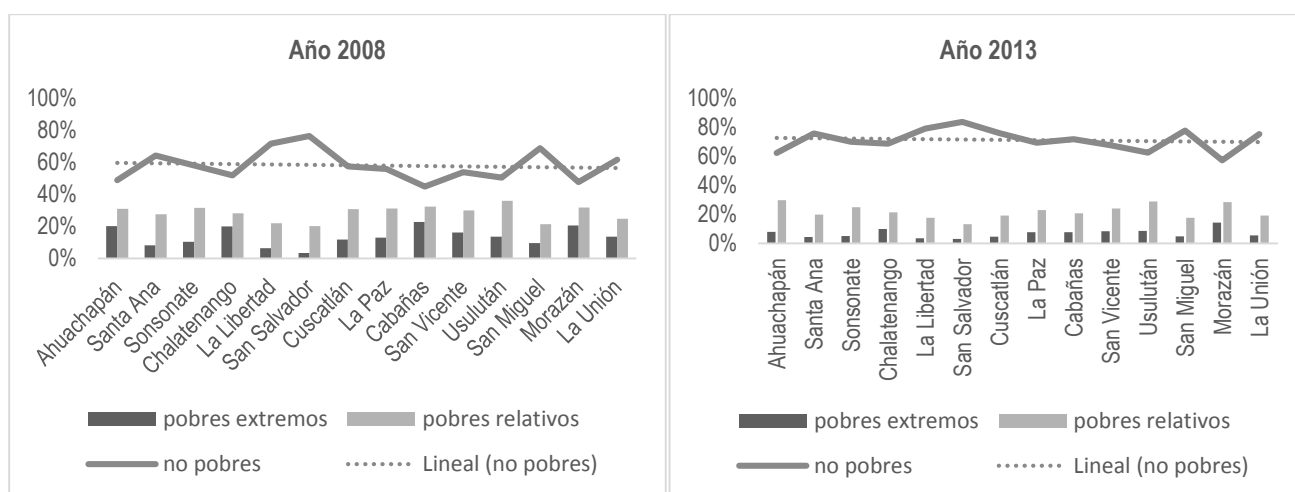 Año 2008
100%
80%
60%
40%
20%
0%
Ahuachapán
Santa Ana
Sonsonate
Chalatenango
La Libertad
San Salvador
Cuscatlán
La Paz
Cabañas
San Vicente
Usulután
San Miguel
Morazán
La Unión
pobres extremos
pobres relativos
no pobres
Lineal (no pobres)
Año 2013
100%
80%
60%
40%
20%
0%
Ahuachapán
Santa Ana
Sonsonate
Chalatenango
La Libertad
San Salvador
Cuscatlán
La Paz
Cabañas
San Vicente
Usulután
San Miguel
Morazán
La Unión
pobres extremos
pobres relativos
no pobres
Lineal (no pobres)